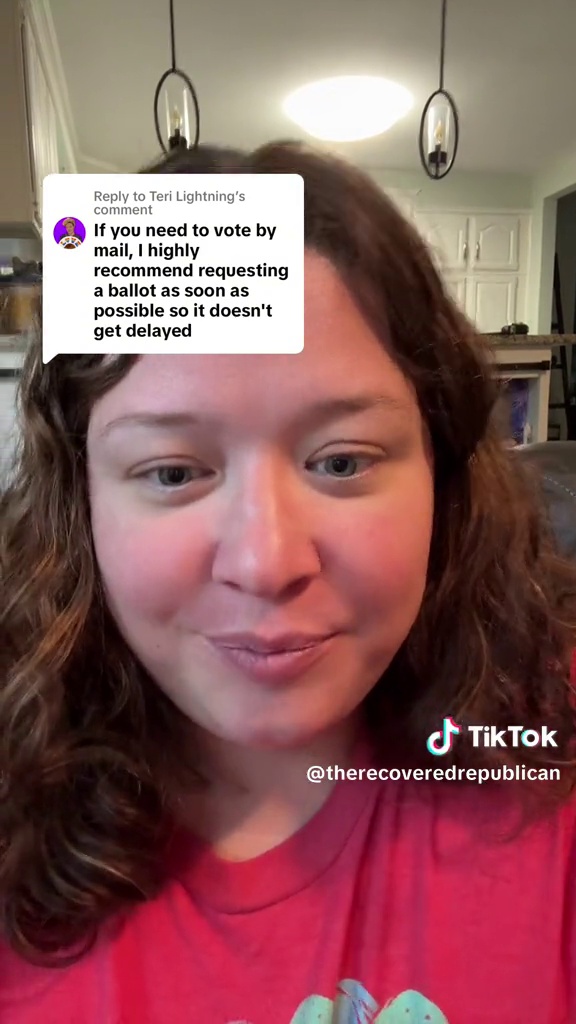 Reply to Teri Lightning's
comment
If you need to vote by
mail, I highly
recommend requesting
a ballot as soon as
possible so it doesn't
get delayed
TikTok
@therecoveredrepublican